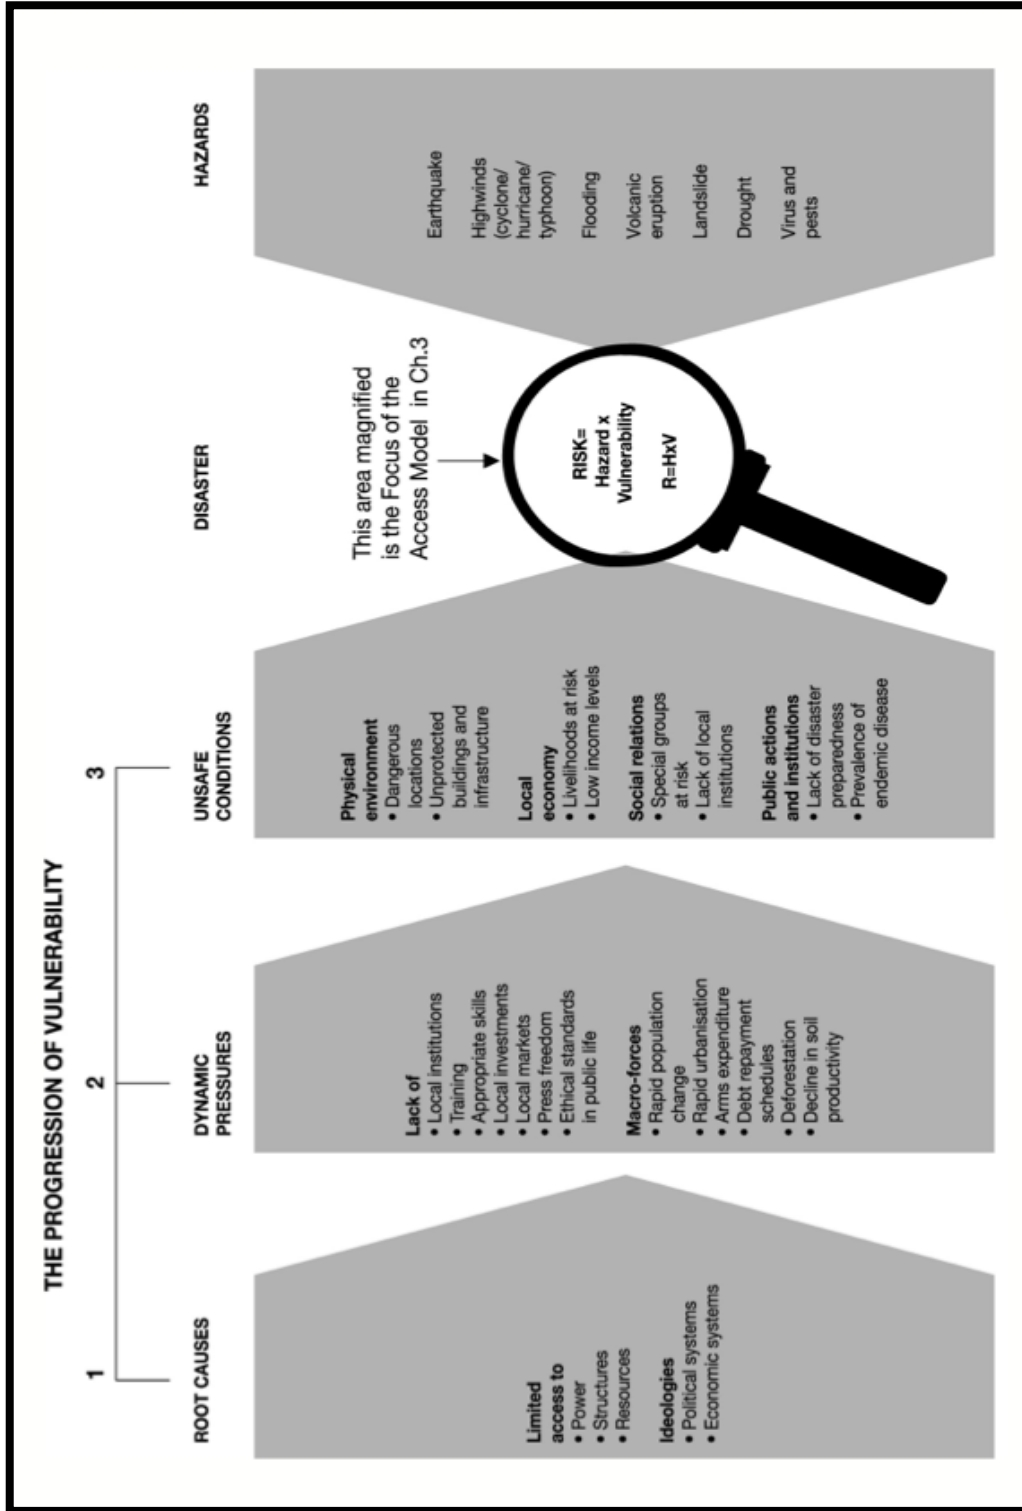 THE PROGRESSION OF VULNERABILITY
1
2
3
ROOT CAUSES
Limited
access to
• Power
• Structures
• Resources
Ideologies
• Political systems
• Economic systems
DYNAMIC
PRESSURES
Lack of
• Local institutions
• Training
• Appropriate skills
• Local investments
• Local markets
• Press freedom
• Ethical standards
in public life
Macro-forces
• Rapid population
change
• Rapid urbanisation
• Arms expenditure
• Debt repayment
schedules
• Deforestation
• Decline in soil
productivity
UNSAFE
CONDITIONS
Physical
environment
• Dangerous
locations
• Unprotected
buildings and
infrastructure
Local
economy
• Livelihoods at risk
• Low income levels
Social relations
• Special groups
at risk
• Lack of local
institutions
Public actions
and institutions
• Lack of disaster
preparedness
• Prevalence of
endemic disease
DISASTER
This area magnified
is the Focus of the
Access Model in Ch.3
RISK=
Hazard x
Vulnerability
R=HxV
HAZARDS
Earthquake
Highwinds
(cyclone/
hurricane/
typhoon)
Flooding
Volcanic
eruption
Landslide
Drought
Virus and
pests